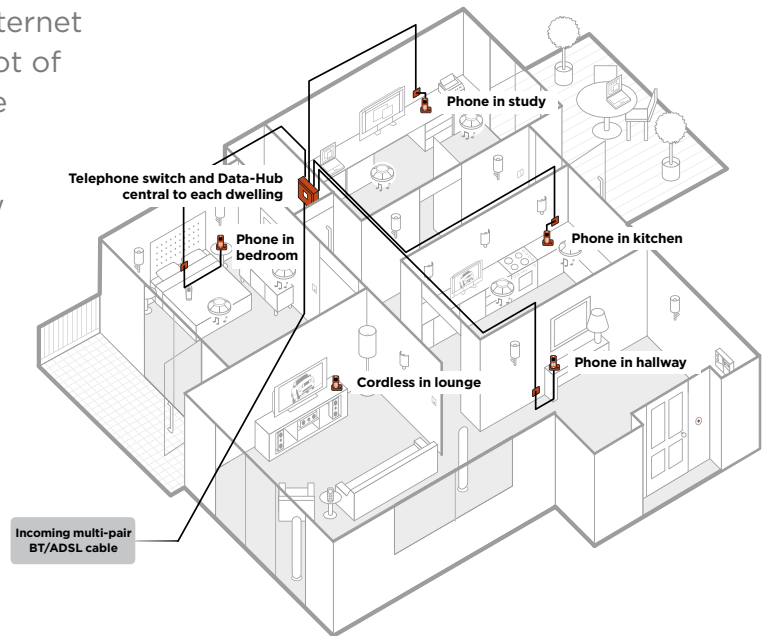 ternet
ot of
e
Phone in study
Telephone switch and Data-Hub
central to each dwelling
Phone in
bedroom
Phone in kitchen
Phone in hallway
Cordless in lounge
Incoming multi-pair
BT/ADSL cable